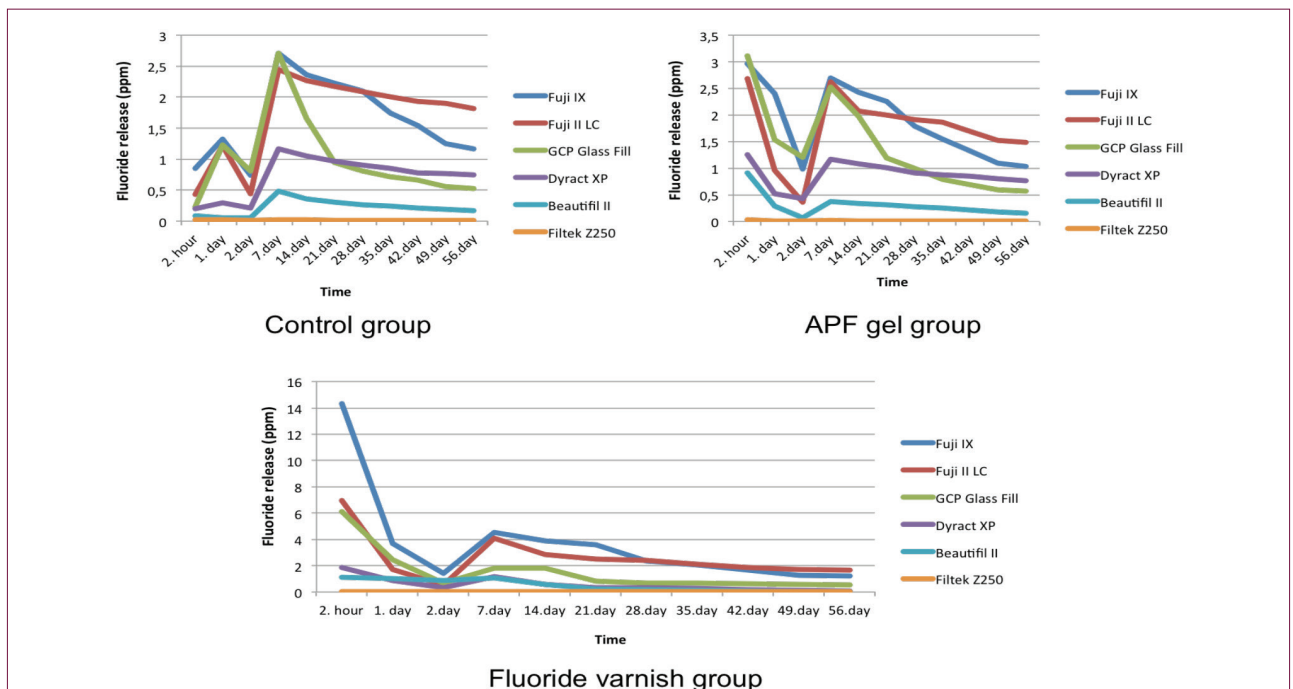 3
2,5
2
1,5
1
0,5
0
Fluoride release (ppm)
2. hour
1. day
2.day
7.day
14.day
21.day
28.day
35.day
42.day
49.day
56.day
Time
Fuji IX
Fuji II LC
GCP Glass Fill
Dyract XP
Beautifil II
Filtek Z250
Control group
3,5
3
2,5
2
1,5
1
0,5
0
Fluoride release (ppm)
2. hour
1. day
2.day
7.day
14.day
21.day
28.day
35.day
42.day
49.day
56.day
Time
Fuji IX
Fuji II LC
GCP Glass Fill
Dyract XP
Beautifil II
Filtek Z250
APF gel group
16
14
12
10
8
6
4
2
0
Fluoride release (ppm)
2. hour
1. day
2.day
7.day
14.day
21.day
28.day
35.day
42.day
49.day
56.day
Time
Fuji IX
Fuji II LC
GCP Glass Fill
Dyract XP
Beautifil II
Filtek Z250
Fluoride varnish group